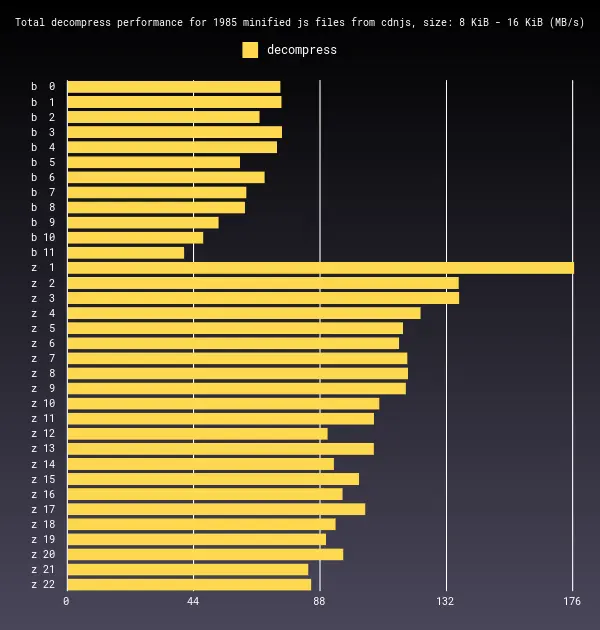 Total decompress performance for 1985 minified js files from cdnjs, size: 8 KiB - 16 KiB (MB/s)
decompress
b 0
b 1
b 2
b 3
b 4
b 5
b 6
b 7
b 8
b 9
b 10
b 11
z 1
z 2
z 3
z 4
z 5
z 6
z 7
z 8
z 9
z 10
z 11
z 12
z 13
z 14
z 15
z 16
z 17
z 18
z 19
z 20
z 21
z 22
0 44 88 132 176